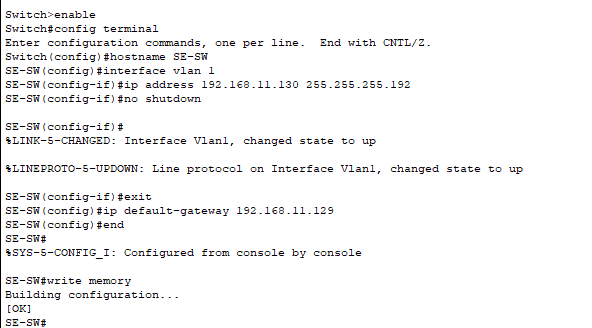 Switch>enable
Switch#config terminal
Enter configuration commands, one per line.  End with CNTL/Z.
Switch(config)#hostname SE-SW
SE-SW(config)#interface vlan 1
SE-SW(config-if)#ip address 192.168.11.130 255.255.255.192
SE-SW(config-if)#no shutdown
SE-SW(config-if)#
%LINK-5-CHANGED: Interface Vlan1, changed state to up
%LINEPROTO-5-UPDOWN: Line protocol on Interface Vlan1, changed state to up
SE-SW(config-if)#exit
SE-SW(config)#ip default-gateway 192.168.11.129
SE-SW(config)#end
SE-SW#
%SYS-5-CONFIG_I: Configured from console by console
SE-SW#write memory
Building configuration...
[OK]
SE-SW#